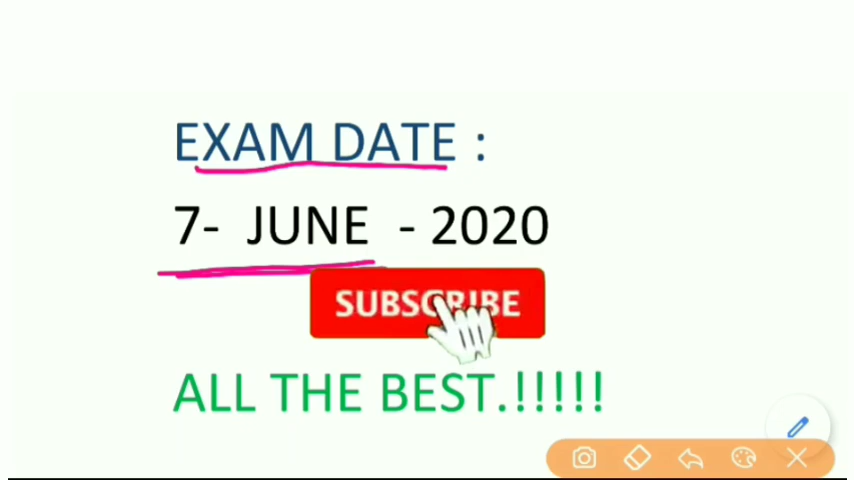 EXAM DATE :
7- JUNE - 2020
SUBSCRIBE
ALL THE BEST.!!!!!